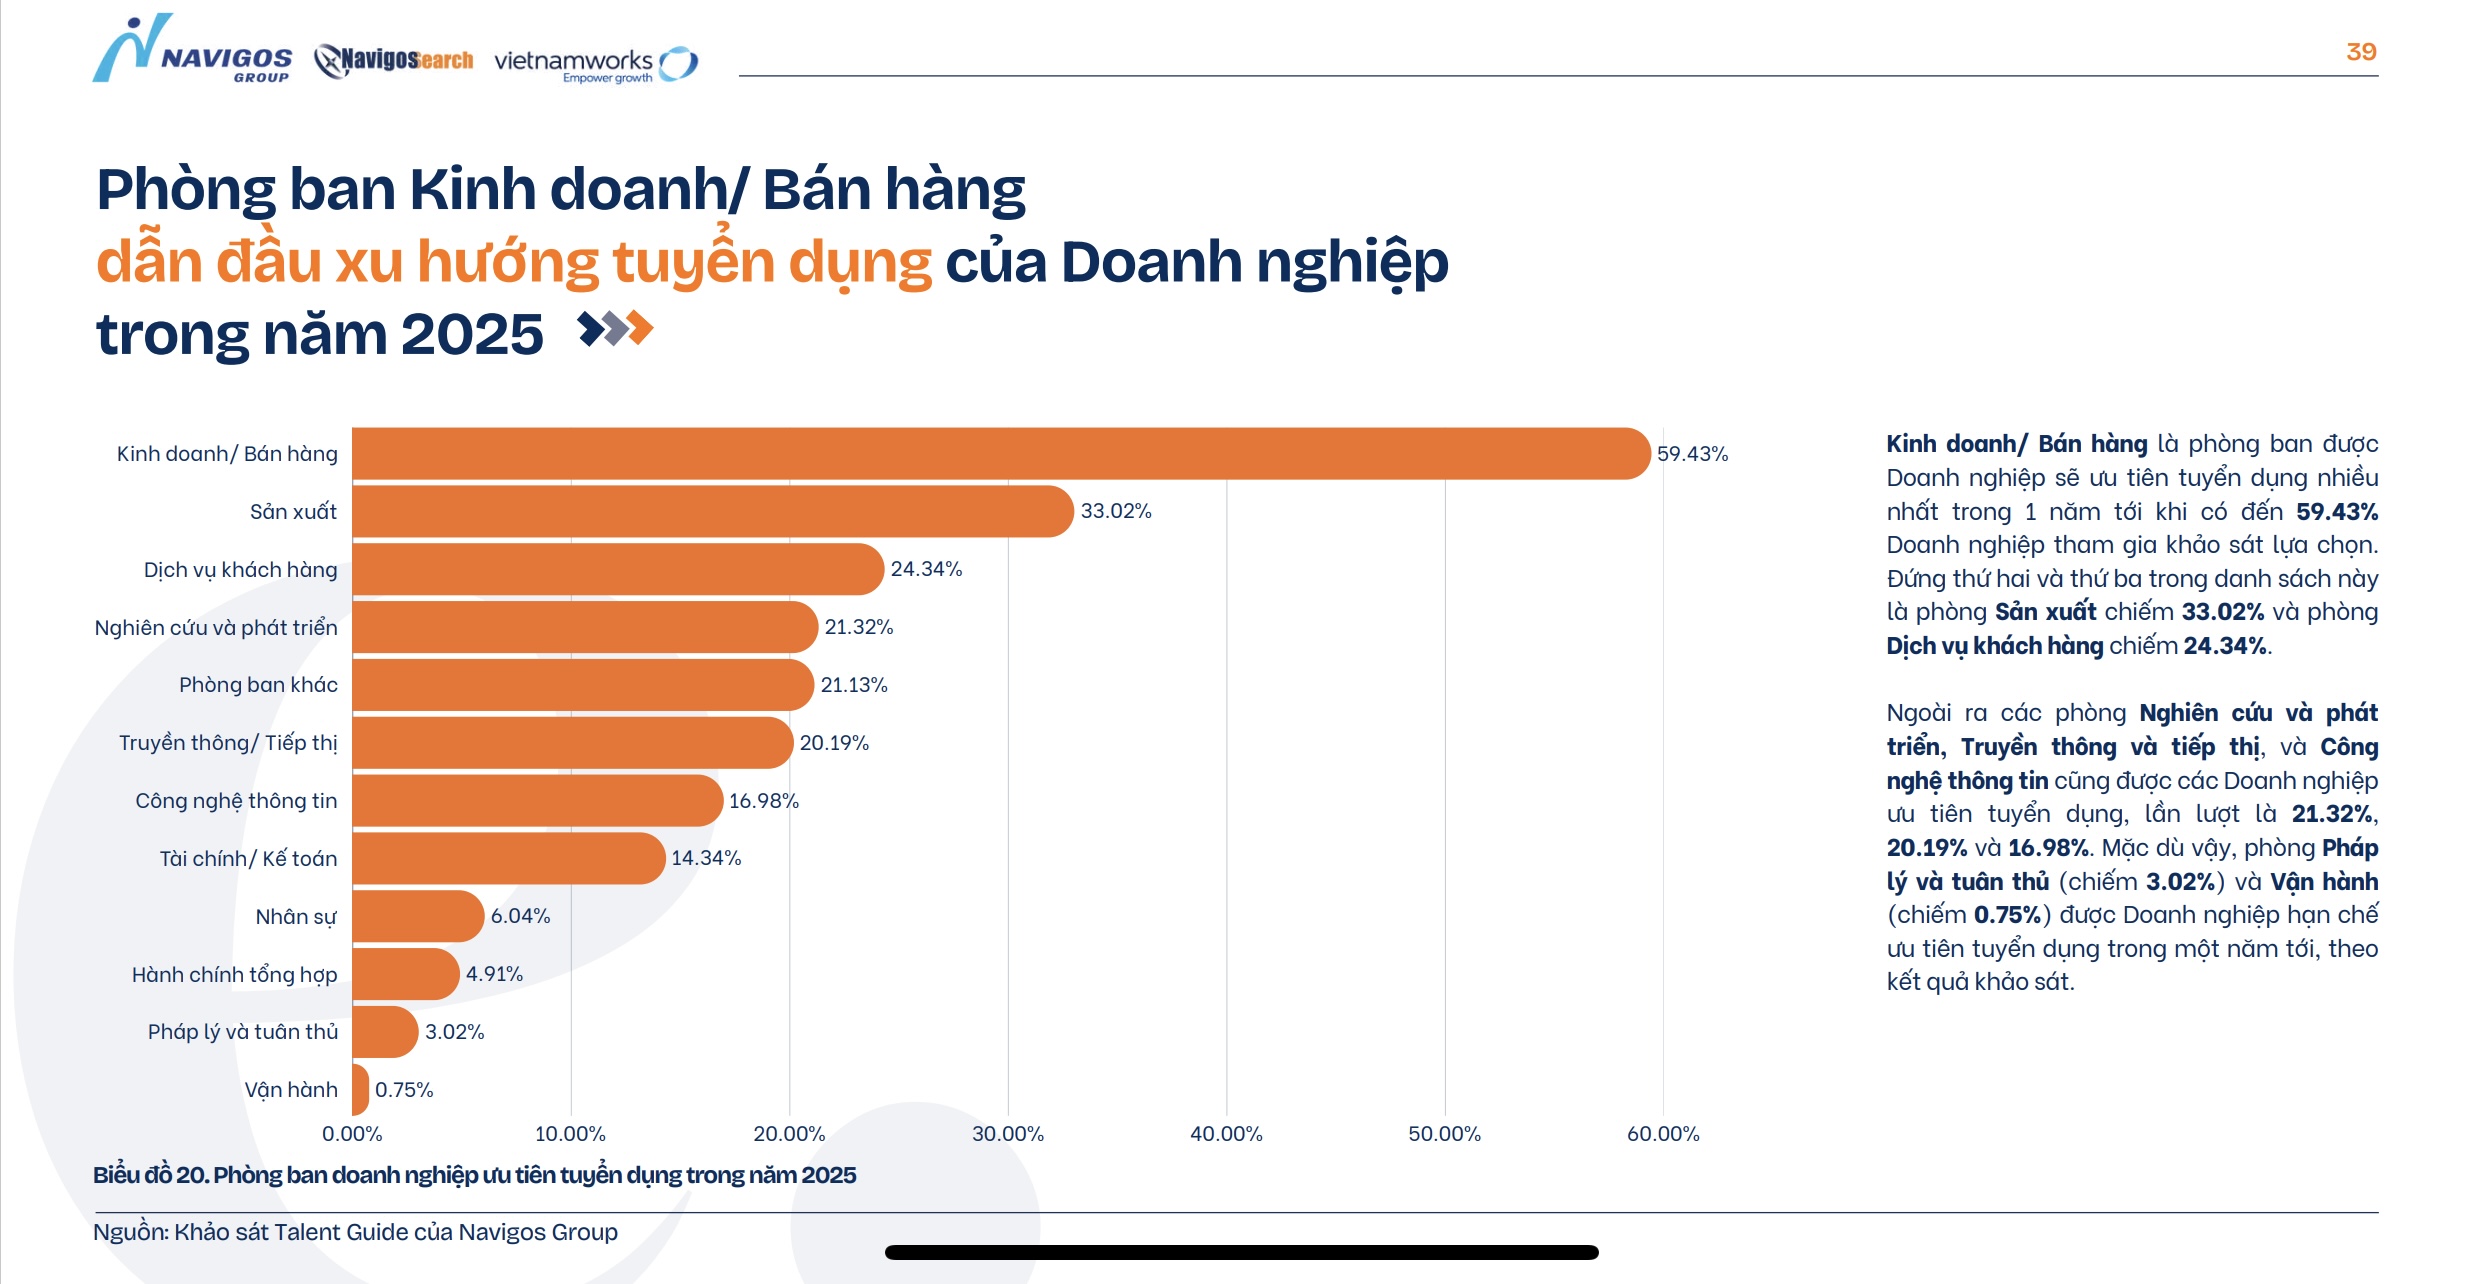 NAVIGOS
GROUP
NavigosSearch
vietnamworks
Empower growth
39
Phòng ban Kinh doanh/ Bán hàng
dẫn đầu xu hướng tuyển dụng của Doanh nghiệp
trong năm 2025
Kinh doanh/ Bán hàng 59.43%
Sản xuất 33.02%
Dịch vụ khách hàng 24.34%
Nghiên cứu và phát triển 21.32%
Phòng ban khác 21.13%
Truyền thông/ Tiếp thị 20.19%
Công nghệ thông tin 16.98%
Tài chính/ Kế toán 14.34%
Nhân sự 6.04%
Hành chính tổng hợp 4.91%
Pháp lý và tuân thủ 3.02%
Vận hành 0.75%
0.00% 10.00% 20.00% 30.00% 40.00% 50.00% 60.00%
Biểu đồ 20. Phòng ban doanh nghiệp ưu tiên tuyển dụng trong năm 2025
Kinh doanh/ Bán hàng là phòng ban được
Doanh nghiệp sẽ ưu tiên tuyển dụng nhiều
nhất trong 1 năm tới khi có đến 59.43%
Doanh nghiệp tham gia khảo sát lựa chọn.
Đứng thứ hai và thứ ba trong danh sách này
là phòng Sản xuất chiếm 33.02% và phòng
Dịch vụ khách hàng chiếm 24.34%.
Ngoài ra các phòng Nghiên cứu và phát
triển, Truyền thông và tiếp thị, và Công
nghệ thông tin cũng được các Doanh nghiệp
ưu tiên tuyển dụng, lần lượt là 21.32%,
20.19% và 16.98%. Mặc dù vậy, phòng Pháp
lý và tuân thủ (chiếm 3.02%) và Vận hành
(chiếm 0.75%) được Doanh nghiệp hạn chế
ưu tiên tuyển dụng trong một năm tới, theo
kết quả khảo sát.
Nguồn: Khảo sát Talent Guide của Navigos Group